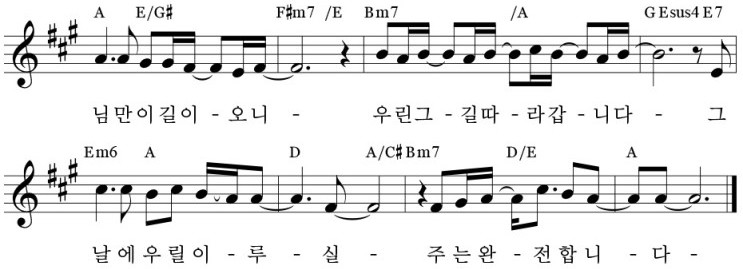 A E/G# F#m7 /E Bm7 /A G Esus4 E7
님만이길이 - 오니 - 우린그 - 길따 - 라갑 - 니다 - 그
Em6 A D A/C# Bm7 D/E A
날에우릴이 - 루 - 실 - 주는완 - 전합니 - 다 -